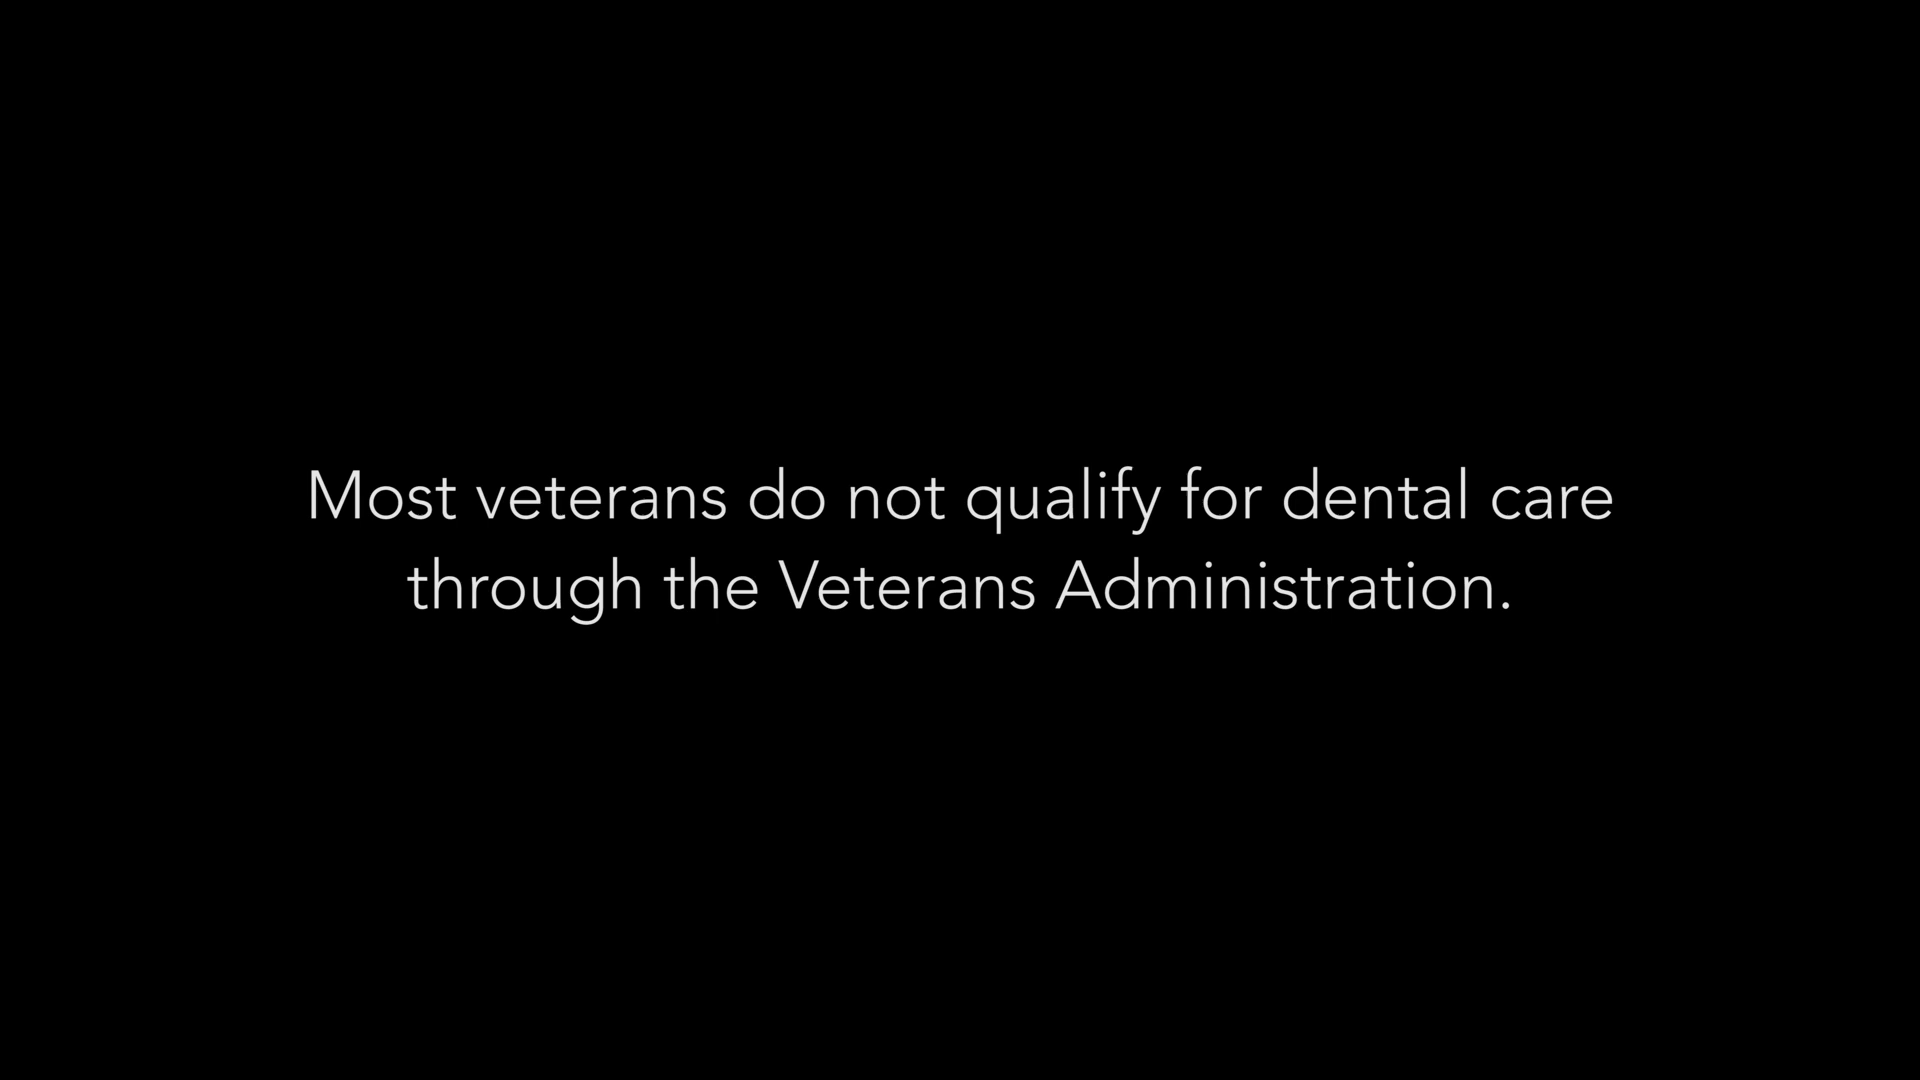 Most veterans do not qualify for dental care
through the Veterans Administration.